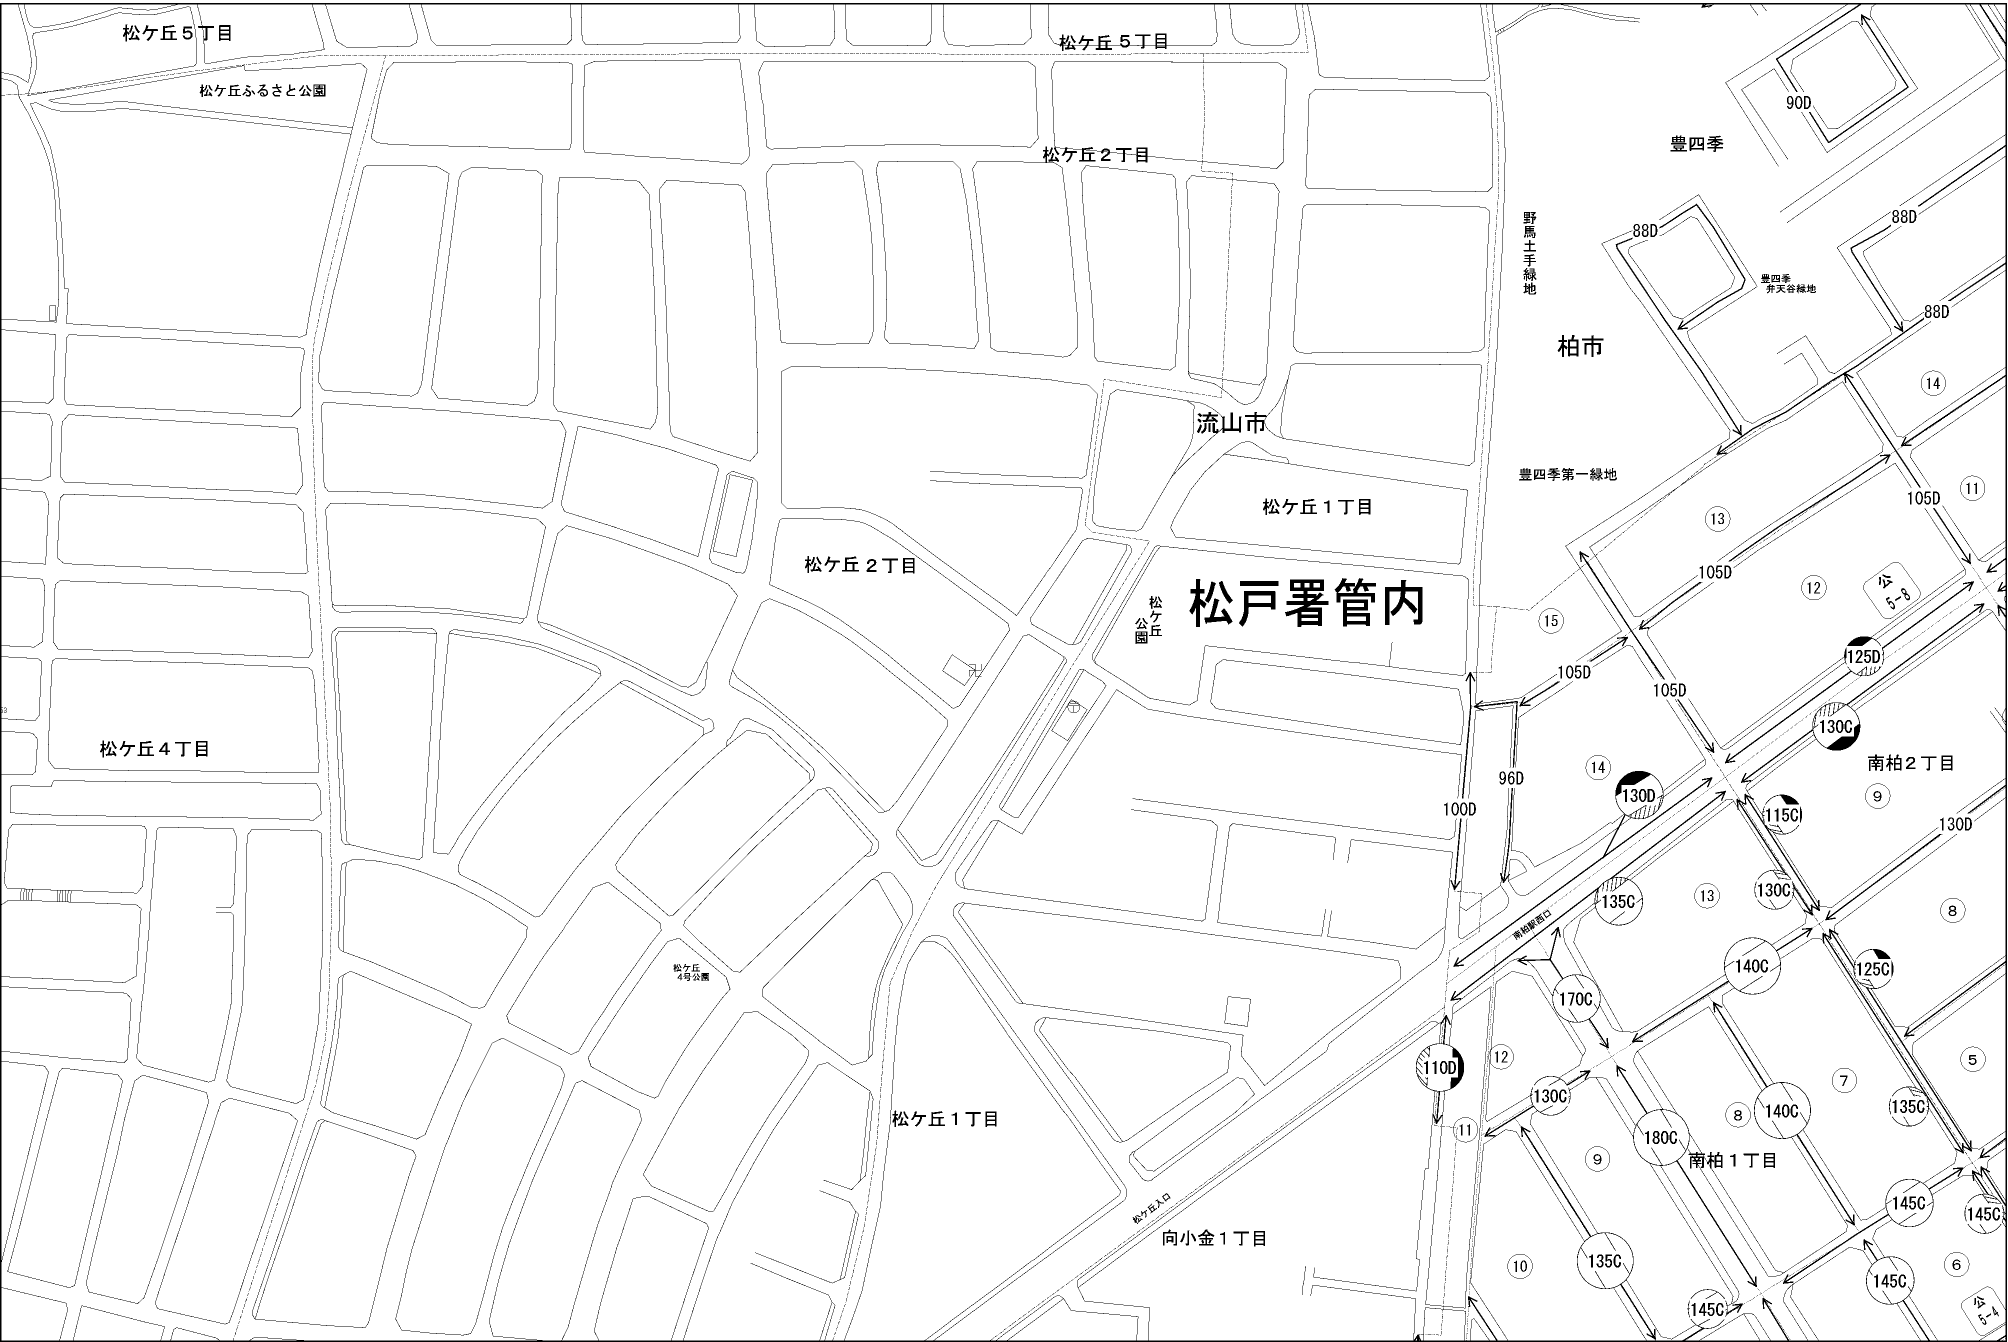 松ケ丘５丁目
松ケ丘５丁目
松ケ丘ふるさと公園
90D
豊四季
松ケ丘２丁目
野馬土手緑地
88D
88D
豊四季
弁天谷緑地
88D
柏市
14
流山市
豊四季第一緑地
11
105D
松ケ丘１丁目
13
松ケ丘２丁目
105D
12
公
5-8
松ケ丘
公園
松戸署管内
15
125D
105D
105D
130C
松ケ丘４丁目
南柏２丁目
14
96D
130D
9
100D
115C
130D
135C
13
130C
8
南柏駅西口
松ケ丘
4号公園
140C
125C
170C
12
5
110D
7
130C
135C
8
140C
松ケ丘１丁目
11
180C
9
南柏１丁目
松ケ丘入口
145C
145C
向小金１丁目
10
135C
6
145C
145C
公
5-4